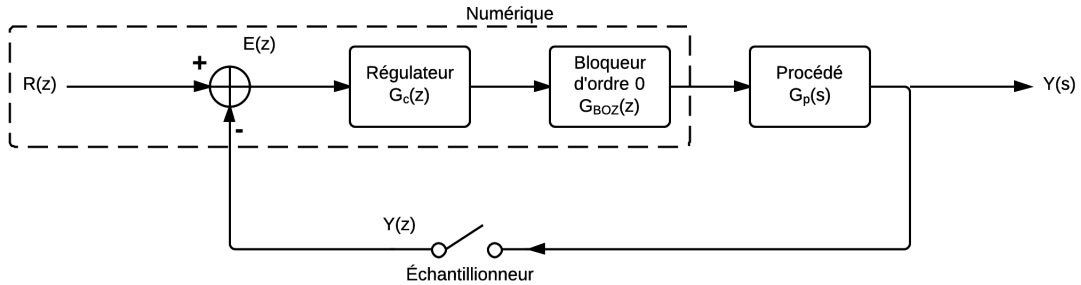 Numérique
R(z)
+
-
E(z)
Régulateur
Gc(z)
Bloqueur
d'ordre 0
GBOZ(z)
Procédé
Gp(s)
Y(s)
Y(z)
Échantillionneur